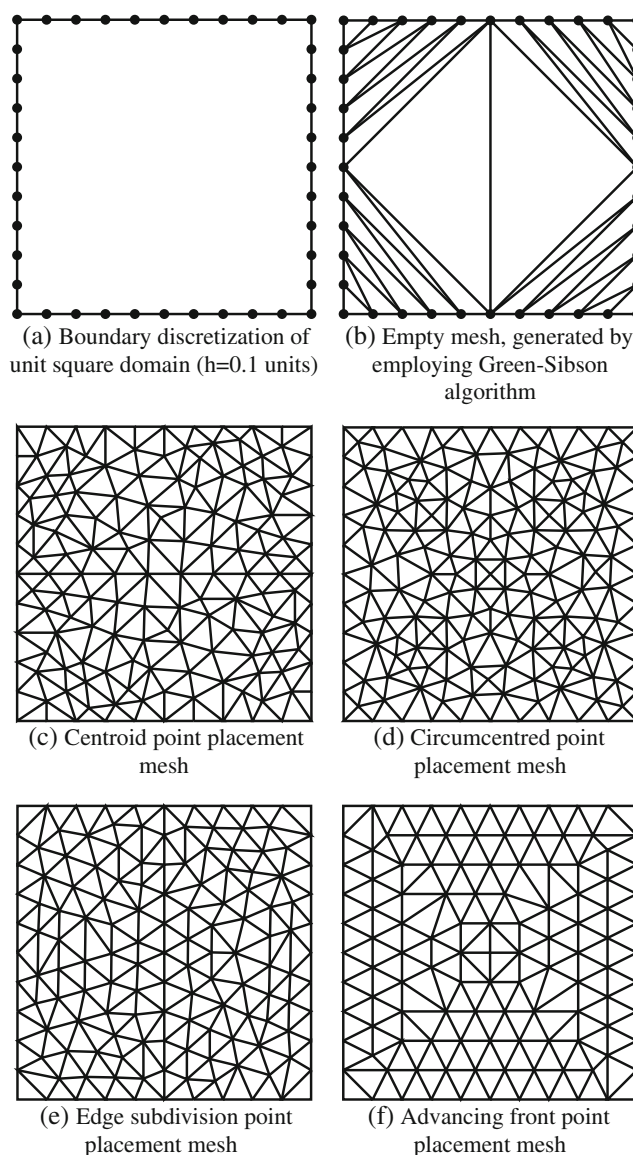 (a) Boundary discretization of
unit square domain (h=0.1 units)
(b) Empty mesh, generated by
employing Green-Sibson
algorithm
(c) Centroid point placement
mesh
(d) Circumcentred point
placement mesh
(e) Edge subdivision point
placement mesh
(f) Advancing front point
placement mesh